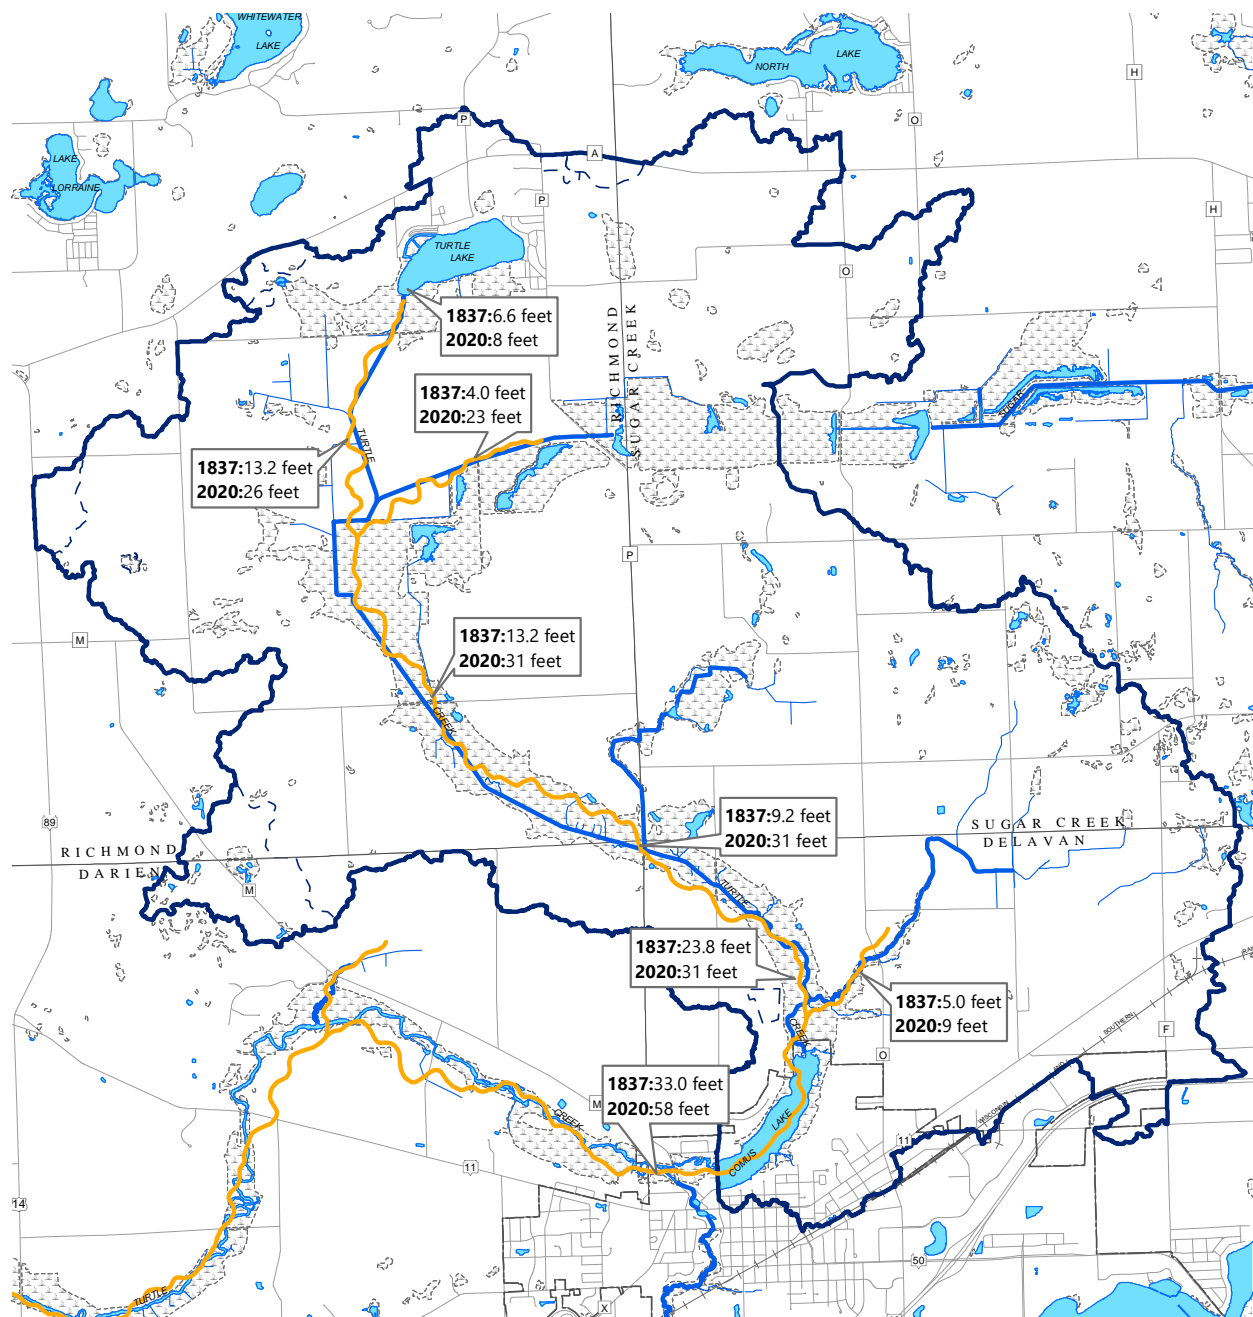 WHITEWATER
LAKE
NORTH
LAKE
H
P
O
A
LAKE
LORRAINE
P
H
TURTLE
LAKE
O
1837:6.6 feet
2020:8 feet
RICHMOND
SUGAR CREEK
1837:4.0 feet
2020:23 feet
SUGAR
TURTLE
1837:13.2 feet
2020:26 feet
P
M
1837:13.2 feet
2020:31 feet
CREEK
89
1837:9.2 feet
2020:31 feet
SUGAR CREEK
DELAVAN
RICHMOND
DARIEN
M
TURTLE
1837:23.8 feet
2020:31 feet
1837:5.0 feet
2020:9 feet
SOUTHERN
F
CREEK
O
AND
1837:33.0 feet
2020:58 feet
M
CREEK
LAKE
COMUS
WISCONSIN
11
11
14
50
TURTLE
X